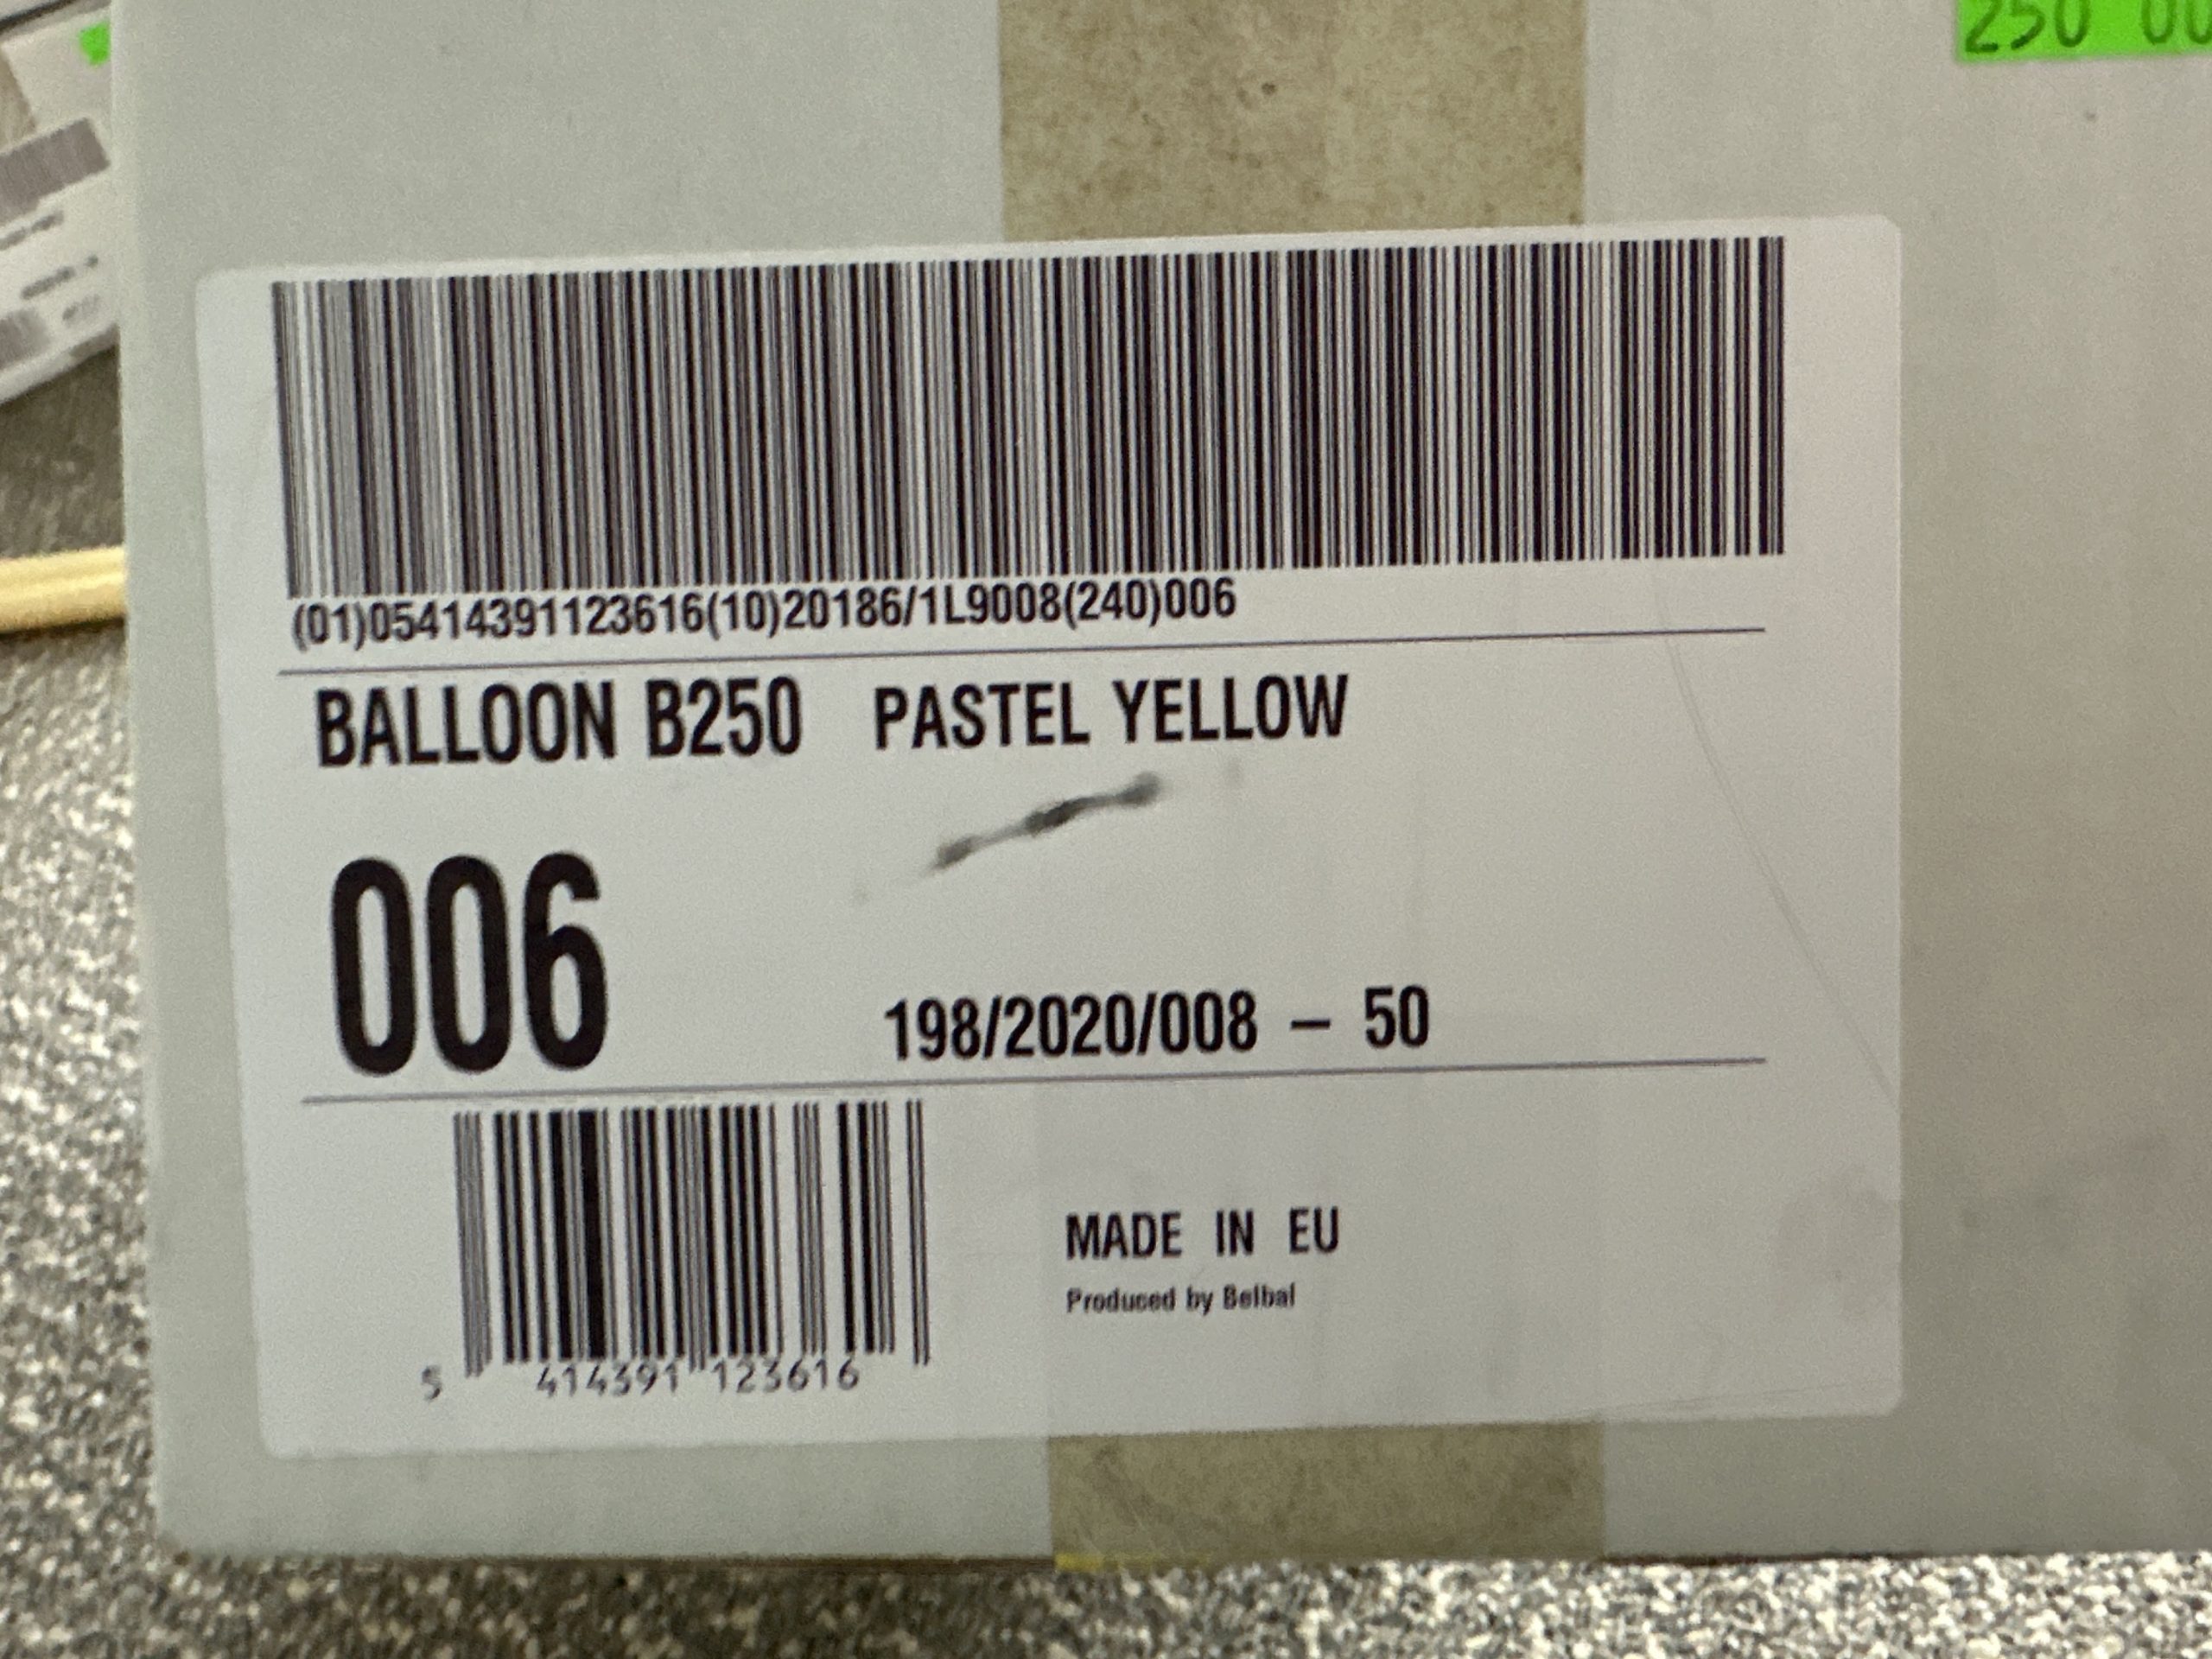 250 00
(01)05414391123616(10)20186/1L9008(240)006
BALLOON B250 PASTEL YELLOW
006
198/2020/008 – 50
MADE IN EU
Produced by Belbal
5 414391 123616